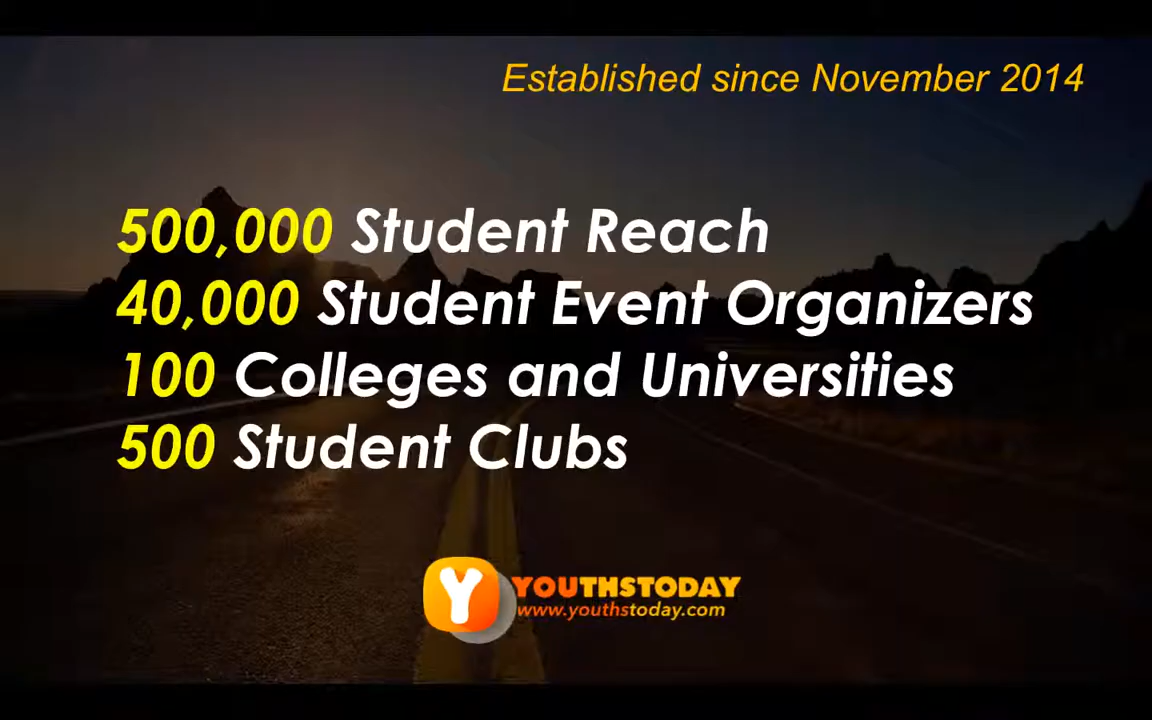 Established since November 2014
500,000 Student Reach
40,000 Student Event Organizers
100 Colleges and Universities
500 Student Clubs
Y YOUTHSTODAY
www.youthstoday.com